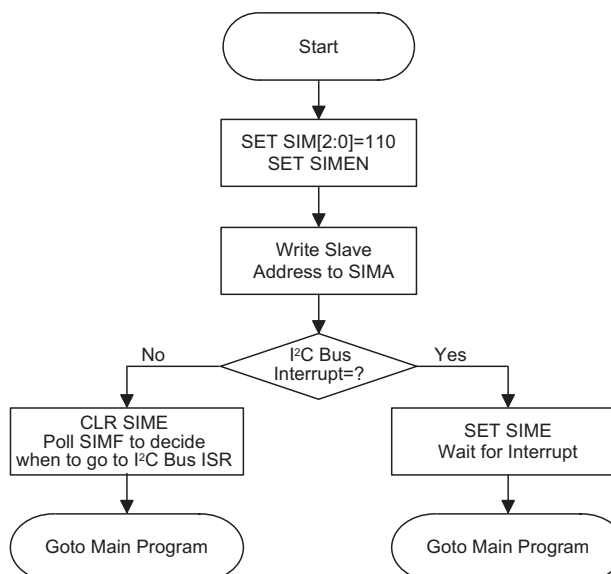 Start
SET SIM[2:0]=110
SET SIMEN
Write Slave
Address to SIMA
I²C Bus
Interrupt=?
No
Yes
CLR SIME
Poll SIMF to decide
when to go to I²C Bus ISR
SET SIME
Wait for Interrupt
Goto Main Program
Goto Main Program